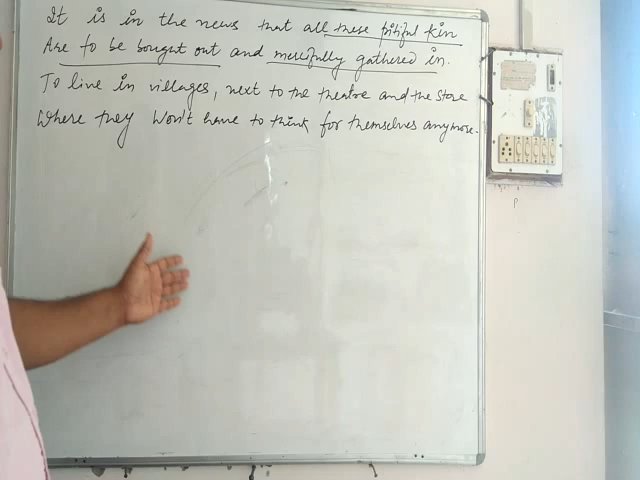 It is in the news that all these pitiful kin
Are to be bought out and mercifully gathered in.
To live in villages, next to the theatre and the store
Where they won't have to think for themselves anymore.